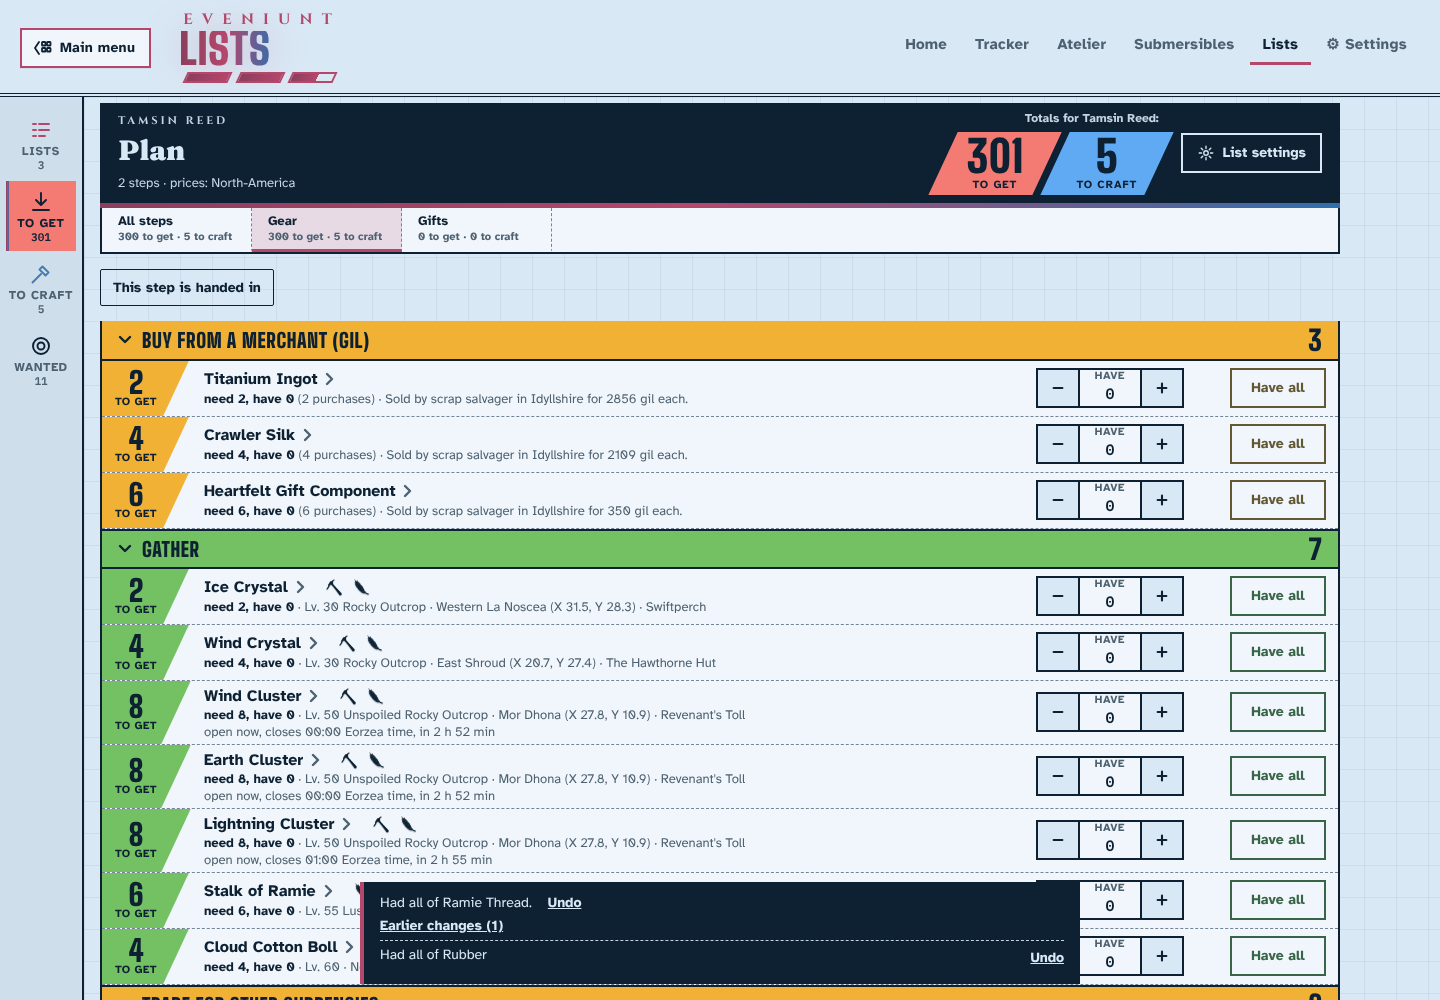 Main menu
EVENIUNT
LISTS
Home
Tracker
Atelier
Submersibles
Lists
Settings
LISTS
3
TO GET
301
TO CRAFT
5
WANTED
11
TAMSIN REED
Plan
2 steps · prices: North-America
Totals for Tamsin Reed:
301
TO GET
5
TO CRAFT
List settings
All steps
300 to get · 5 to craft
Gear
300 to get · 5 to craft
Gifts
0 to get · 0 to craft
This step is handed in
BUY FROM A MERCHANT (GIL)
3
2
TO GET
Titanium Ingot
need 2, have 0 (2 purchases) · Sold by scrap salvager in Idyllshire for 2856 gil each.
− HAVE 0 +
Have all
4
TO GET
Crawler Silk
need 4, have 0 (4 purchases) · Sold by scrap salvager in Idyllshire for 2109 gil each.
− HAVE 0 +
Have all
6
TO GET
Heartfelt Gift Component
need 6, have 0 (6 purchases) · Sold by scrap salvager in Idyllshire for 350 gil each.
− HAVE 0 +
Have all
GATHER
7
2
TO GET
Ice Crystal
need 2, have 0 · Lv. 30 Rocky Outcrop · Western La Noscea (X 31.5, Y 28.3) · Swiftperch
− HAVE 0 +
Have all
4
TO GET
Wind Crystal
need 4, have 0 · Lv. 30 Rocky Outcrop · East Shroud (X 20.7, Y 27.4) · The Hawthorne Hut
− HAVE 0 +
Have all
8
TO GET
Wind Cluster
need 8, have 0 · Lv. 50 Unspoiled Rocky Outcrop · Mor Dhona (X 27.8, Y 10.9) · Revenant's Toll
open now, closes 00:00 Eorzea time, in 2 h 52 min
− HAVE 0 +
Have all
8
TO GET
Earth Cluster
need 8, have 0 · Lv. 50 Unspoiled Rocky Outcrop · Mor Dhona (X 27.8, Y 10.9) · Revenant's Toll
open now, closes 00:00 Eorzea time, in 2 h 52 min
− HAVE 0 +
Have all
8
TO GET
Lightning Cluster
need 8, have 0 · Lv. 50 Unspoiled Rocky Outcrop · Mor Dhona (X 27.8, Y 10.9) · Revenant's Toll
open now, closes 01:00 Eorzea time, in 2 h 55 min
− HAVE 0 +
Have all
6
TO GET
Stalk of Ramie
need 6, have 0 · Lv. 55
HAVE 0 +
Have all
4
TO GET
Cloud Cotton Boll
need 4, have 0 · Lv. 60 ·
HAVE 0 +
Have all
Had all of Ramie Thread. Undo
Earlier changes (1)
Had all of Rubber
Undo